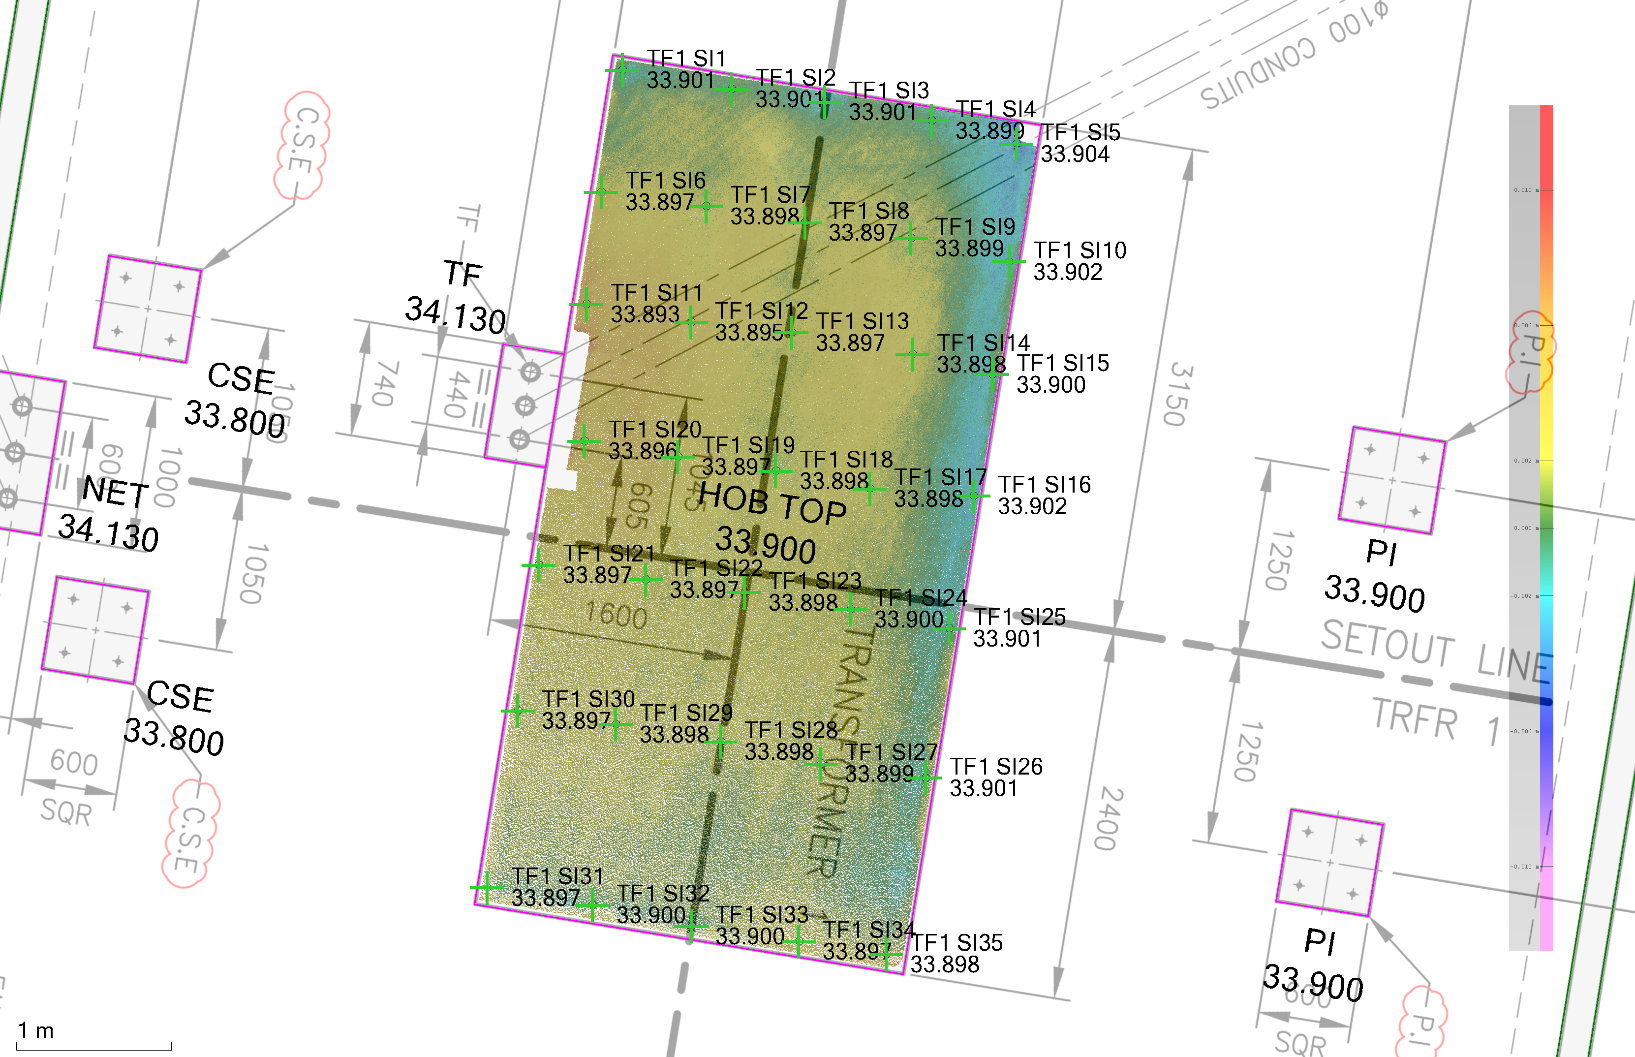 Ø100 CONDUITS
C.S.E
TF1 SI1
33.901
TF1 SI2
33.901
TF1 SI3
33.901
TF1 SI4
33.899
TF1 SI5
33.904
TF1 SI6
33.897
TF1 SI7
33.898
TF1 SI8
33.897
TF1 SI9
33.899
TF1 SI10
33.902
TF
TF
34.130
TF1 SI11
33.893
TF1 SI12
33.895
TF1 SI13
33.897
TF1 SI14
33.898
TF1 SI15
33.900
3150
P.I
CSE
33.800
1050
740
440
TF1 SI20
33.896
TF1 SI19
33.897
TF1 SI18
33.898
TF1 SI17
33.898
TF1 SI16
33.902
NET
34.130
1000
605
HOB TOP
33.900
1050
PI
33.900
1250
TF1 SI21
33.897
TF1 SI22
33.897
TF1 SI23
33.898
TF1 SI24
33.900
TF1 SI25
33.901
1600
SETOUT LINE
TRFR 1
TRANSFORMER
CSE
33.800
TF1 SI30
33.897
TF1 SI29
33.898
TF1 SI28
33.898
TF1 SI27
33.899
TF1 SI26
33.901
1250
2400
600
SQR
C.S.E
TF1 SI31
33.897
TF1 SI32
33.900
TF1 SI33
33.900
TF1 SI34
33.897
TF1 SI35
33.898
PI
33.900
600
SQR
P.I
1 m